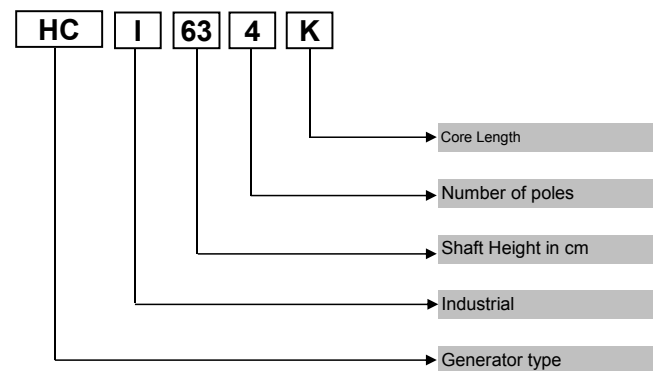 HC I 63 4 K
Core Length
Number of poles
Shaft Height in cm
Industrial
Generator type